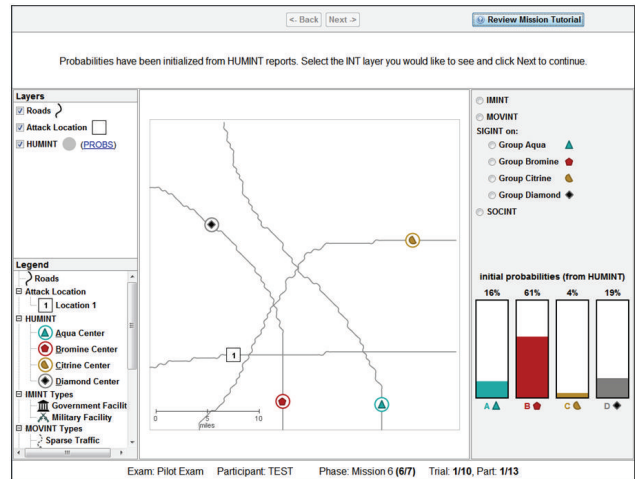 <- Back Next ->
Review Mission Tutorial
Probabilities have been initialized from HUMINT reports. Select the INT layer you would like to see and click Next to continue.
Layers
Roads
Attack Location
HUMINT (PROBS)
Legend
Roads
Attack Location
1 Location 1
HUMINT
Aqua Center
Bromine Center
Citrine Center
Diamond Center
IMINT Types
Government Facilit
Military Facility
MOVINT Types
Sparse Traffic
1
0 5 10
miles
IMINT
MOVINT
SIGINT on:
Group Aqua
Group Bromine
Group Citrine
Group Diamond
SOCINT
initial probabilities (from HUMINT)
16% 61% 4% 19%
A B C D
Exam: Pilot Exam Participant: TEST Phase: Mission 6 (6/7) Trial: 1/10, Part: 1/13